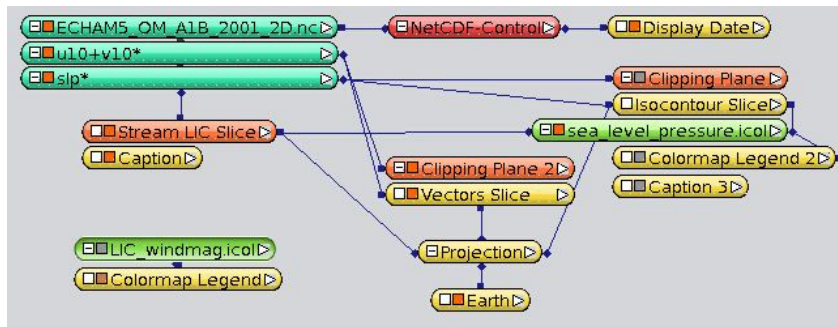 ECHAM5_OM_A1B_2001_2D.nc
NetCDF-Control
Display Date
u10+v10*
slp*
Clipping Plane
Isocontour Slice
Stream LIC Slice
sea_level_pressure.icol
Caption
Colormap Legend 2
Clipping Plane 2
Caption 3
Vectors Slice
LIC_windmag.icol
Projection
Colormap Legend
Earth